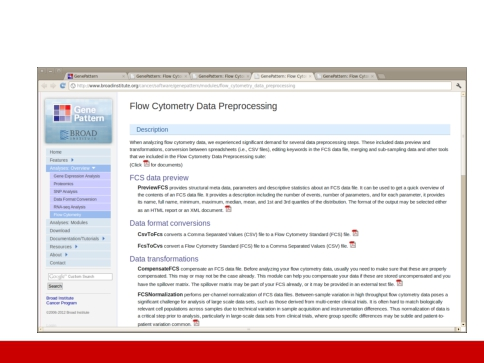 GenePattern
GenePattern: Flow Cyto
GenePattern: Flow Cyto
GenePattern: Flow Cyto
GenePattern: Flow Cyto
http://www.broadinstitute.org/cancer/software/genepattern/modules/flow_cytometry_data_preprocessing
Gene
Pattern
BROAD
INSTITUTE
Home
Features
Analyses: Overview
Gene Expression Analysis
Proteomics
SNP Analysis
Data Format Conversion
RNA-seq Analysis
Flow Cytometry
Analyses: Modules
Download
Documentation/Tutorials
Resources
About
Contact
Google™ Custom Search
Search
Broad Institute
Cancer Program
©2006-2012 Broad Institute
Flow Cytometry Data Preprocessing
Description
When analyzing flow cytometry data, we experienced significant demand for several data preprocessing steps. These included data preview and
transformations, conversion between spreadsheets (i.e., CSV files), editing keywords in the FCS data file, merging and sub-sampling data and other tools
that we included in the Flow Cytometry Data Preprocessing suite:
(Click for documents)
FCS data preview
PreviewFCS provides structural meta data, parameters and descriptive statistics about an FCS data file. It can be used to get a quick overview of
the contents of an FCS data file. It provides a description including the number of events, number of parameters, and for each parameter, it provides
its name, full name, minimum, maximum, median, mean, and 1st and 3rd quartiles of the distribution. The format of the output may be selected either
as an HTML report or an XML document.
Data format conversions
CsvToFcs converts a Comma Separated Values (CSV) file to a Flow Cytometry Standard (FCS) file.
FcsToCvs convert a Flow Cytometry Standard (FCS) file to a Comma Separated Values (CSV) file.
Data transformations
CompensateFCS compensate an FCS data file. Before analyzing your flow cytometry data, usually you need to make sure that these are properly
compensated. This may or may not be the case already. This module can help you compensate your data if these are stored uncompensated and you
have the spillover matrix. The spillover matrix may be part of your FCS already, or it may be provided in an external text file.
FCSNormalization perfoms per-channel normalization of FCS data files. Between-sample variation in high throughput flow cytometry data poses a
significant challenge for analysis of large scale data sets, such as those derived from multi-center clinical trials. It is often hard to match biologically
relevant cell populations across samples due to technical variation in sample acquisition and instrumentation differences. Thus normalization of data is
a critical step prior to analysis, particularly in large-scale data sets from clinical trials, where group specific differences may be subtle and patient-to-
patient variation common.